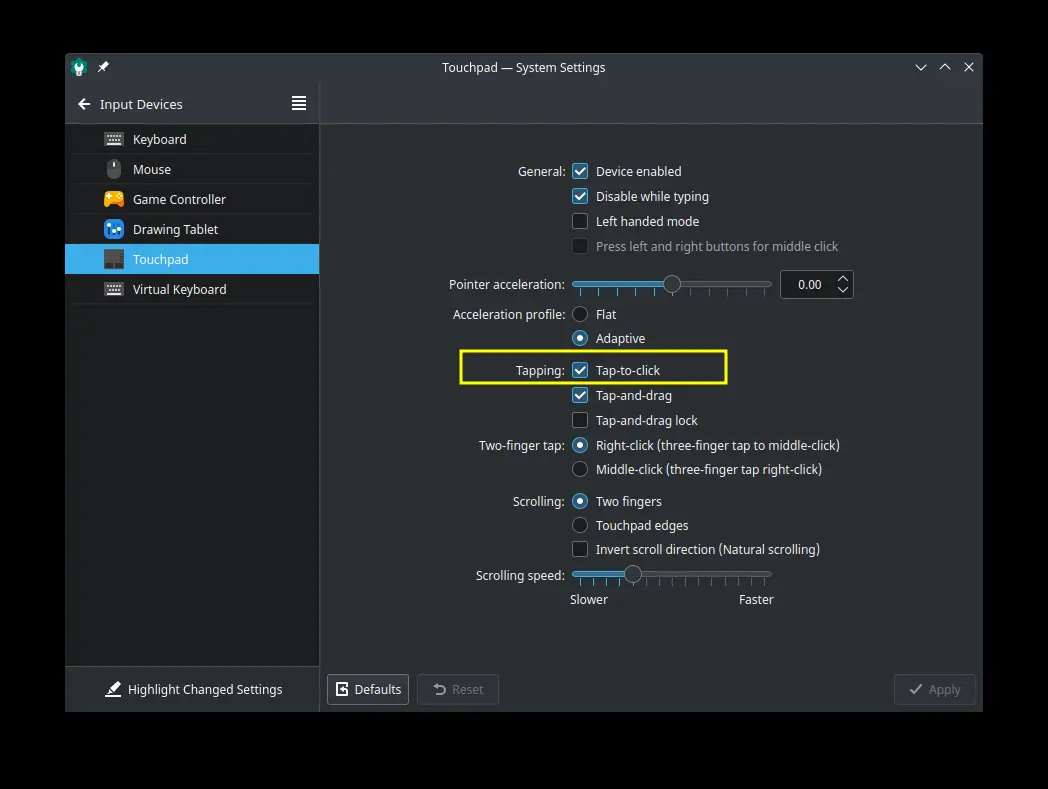 Touchpad — System Settings
Input Devices
Keyboard
Mouse
Game Controller
Drawing Tablet
Touchpad
Virtual Keyboard
Highlight Changed Settings
General: Device enabled
Disable while typing
Left handed mode
Press left and right buttons for middle click
Pointer acceleration: 0.00
Acceleration profile: Flat
Adaptive
Tapping: Tap-to-click
Tap-and-drag
Tap-and-drag lock
Two-finger tap: Right-click (three-finger tap to middle-click)
Middle-click (three-finger tap right-click)
Scrolling: Two fingers
Touchpad edges
Invert scroll direction (Natural scrolling)
Scrolling speed:
Slower Faster
Defaults Reset Apply